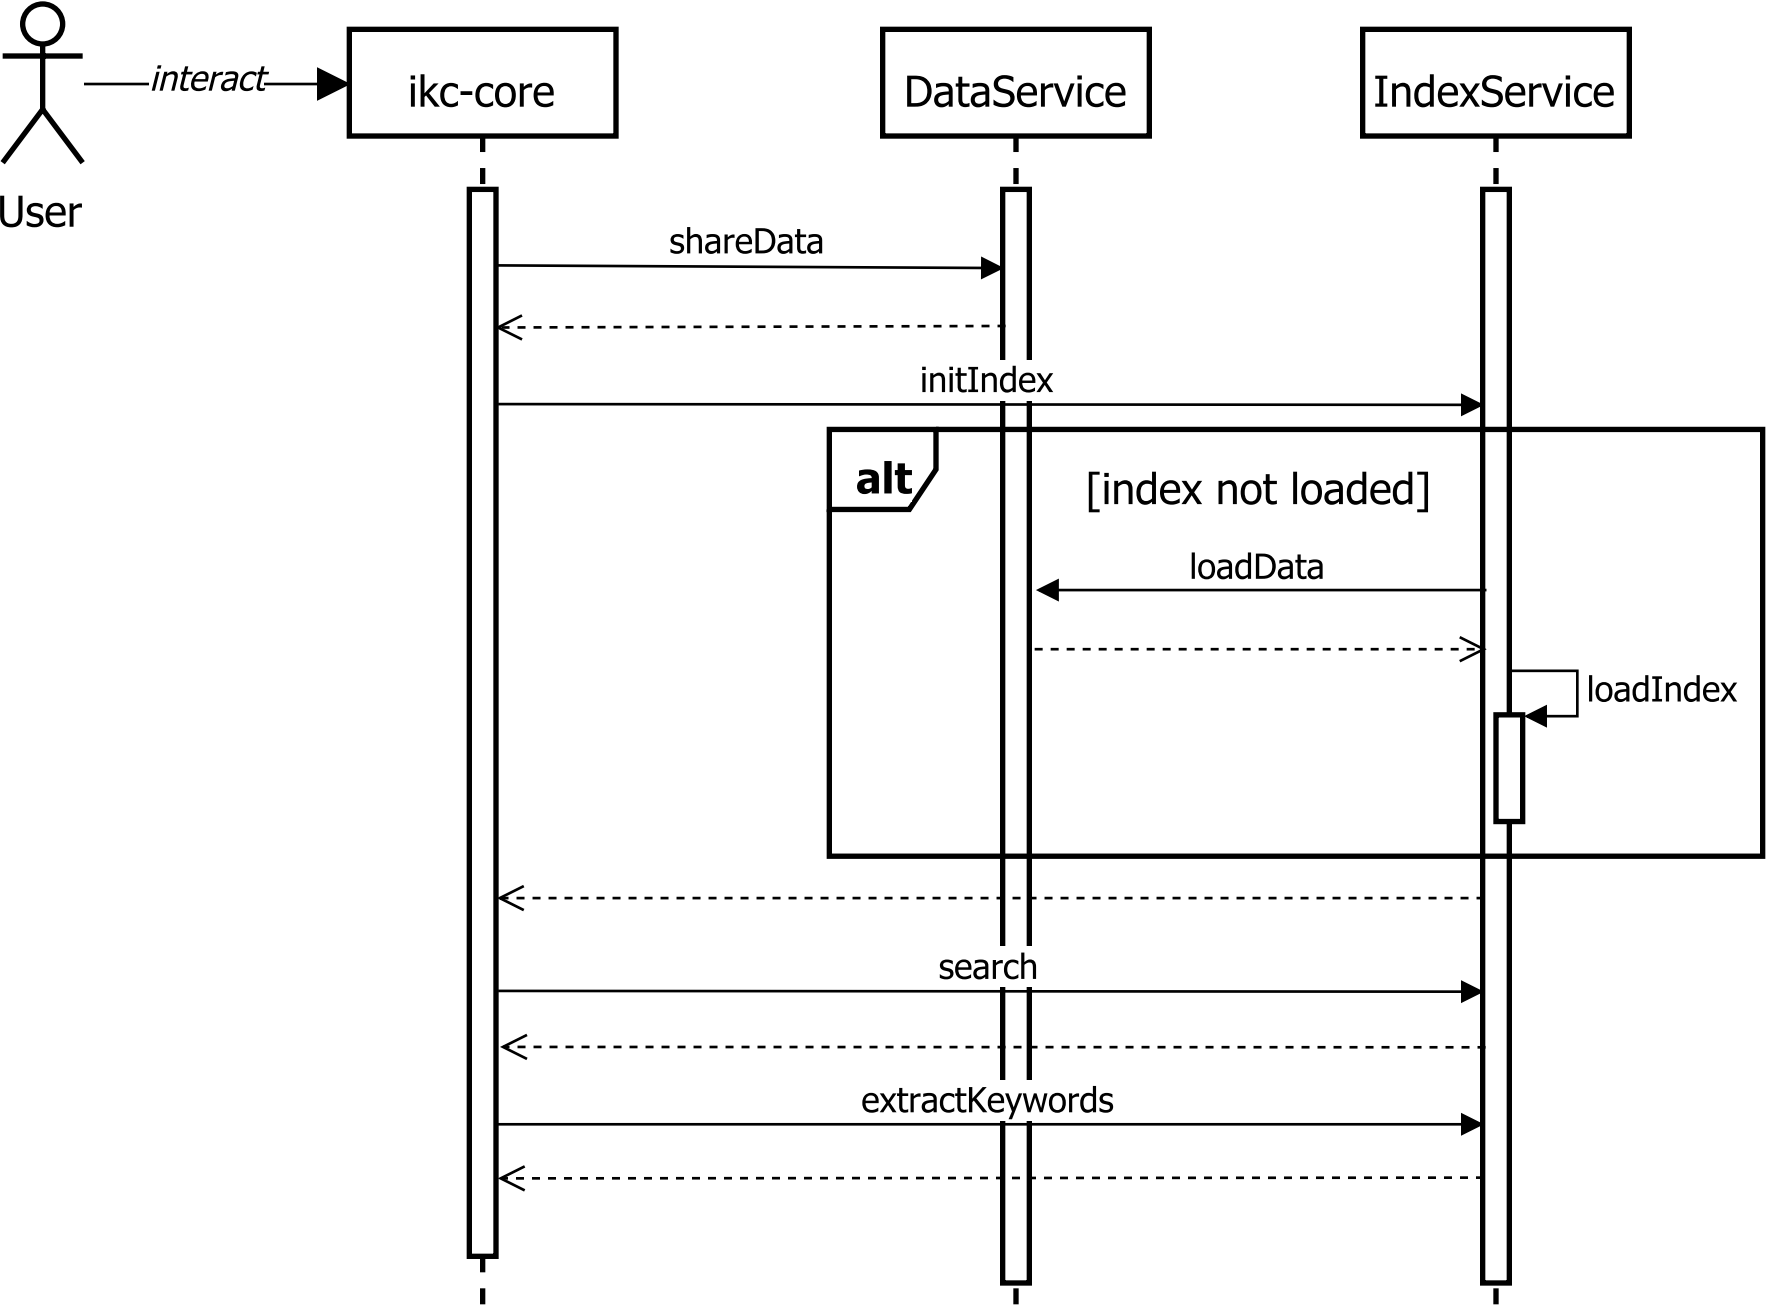 interact
ikc-core
DataService
IndexService
User
shareData
initIndex
alt
[index not loaded]
loadData
loadIndex
search
extractKeywords